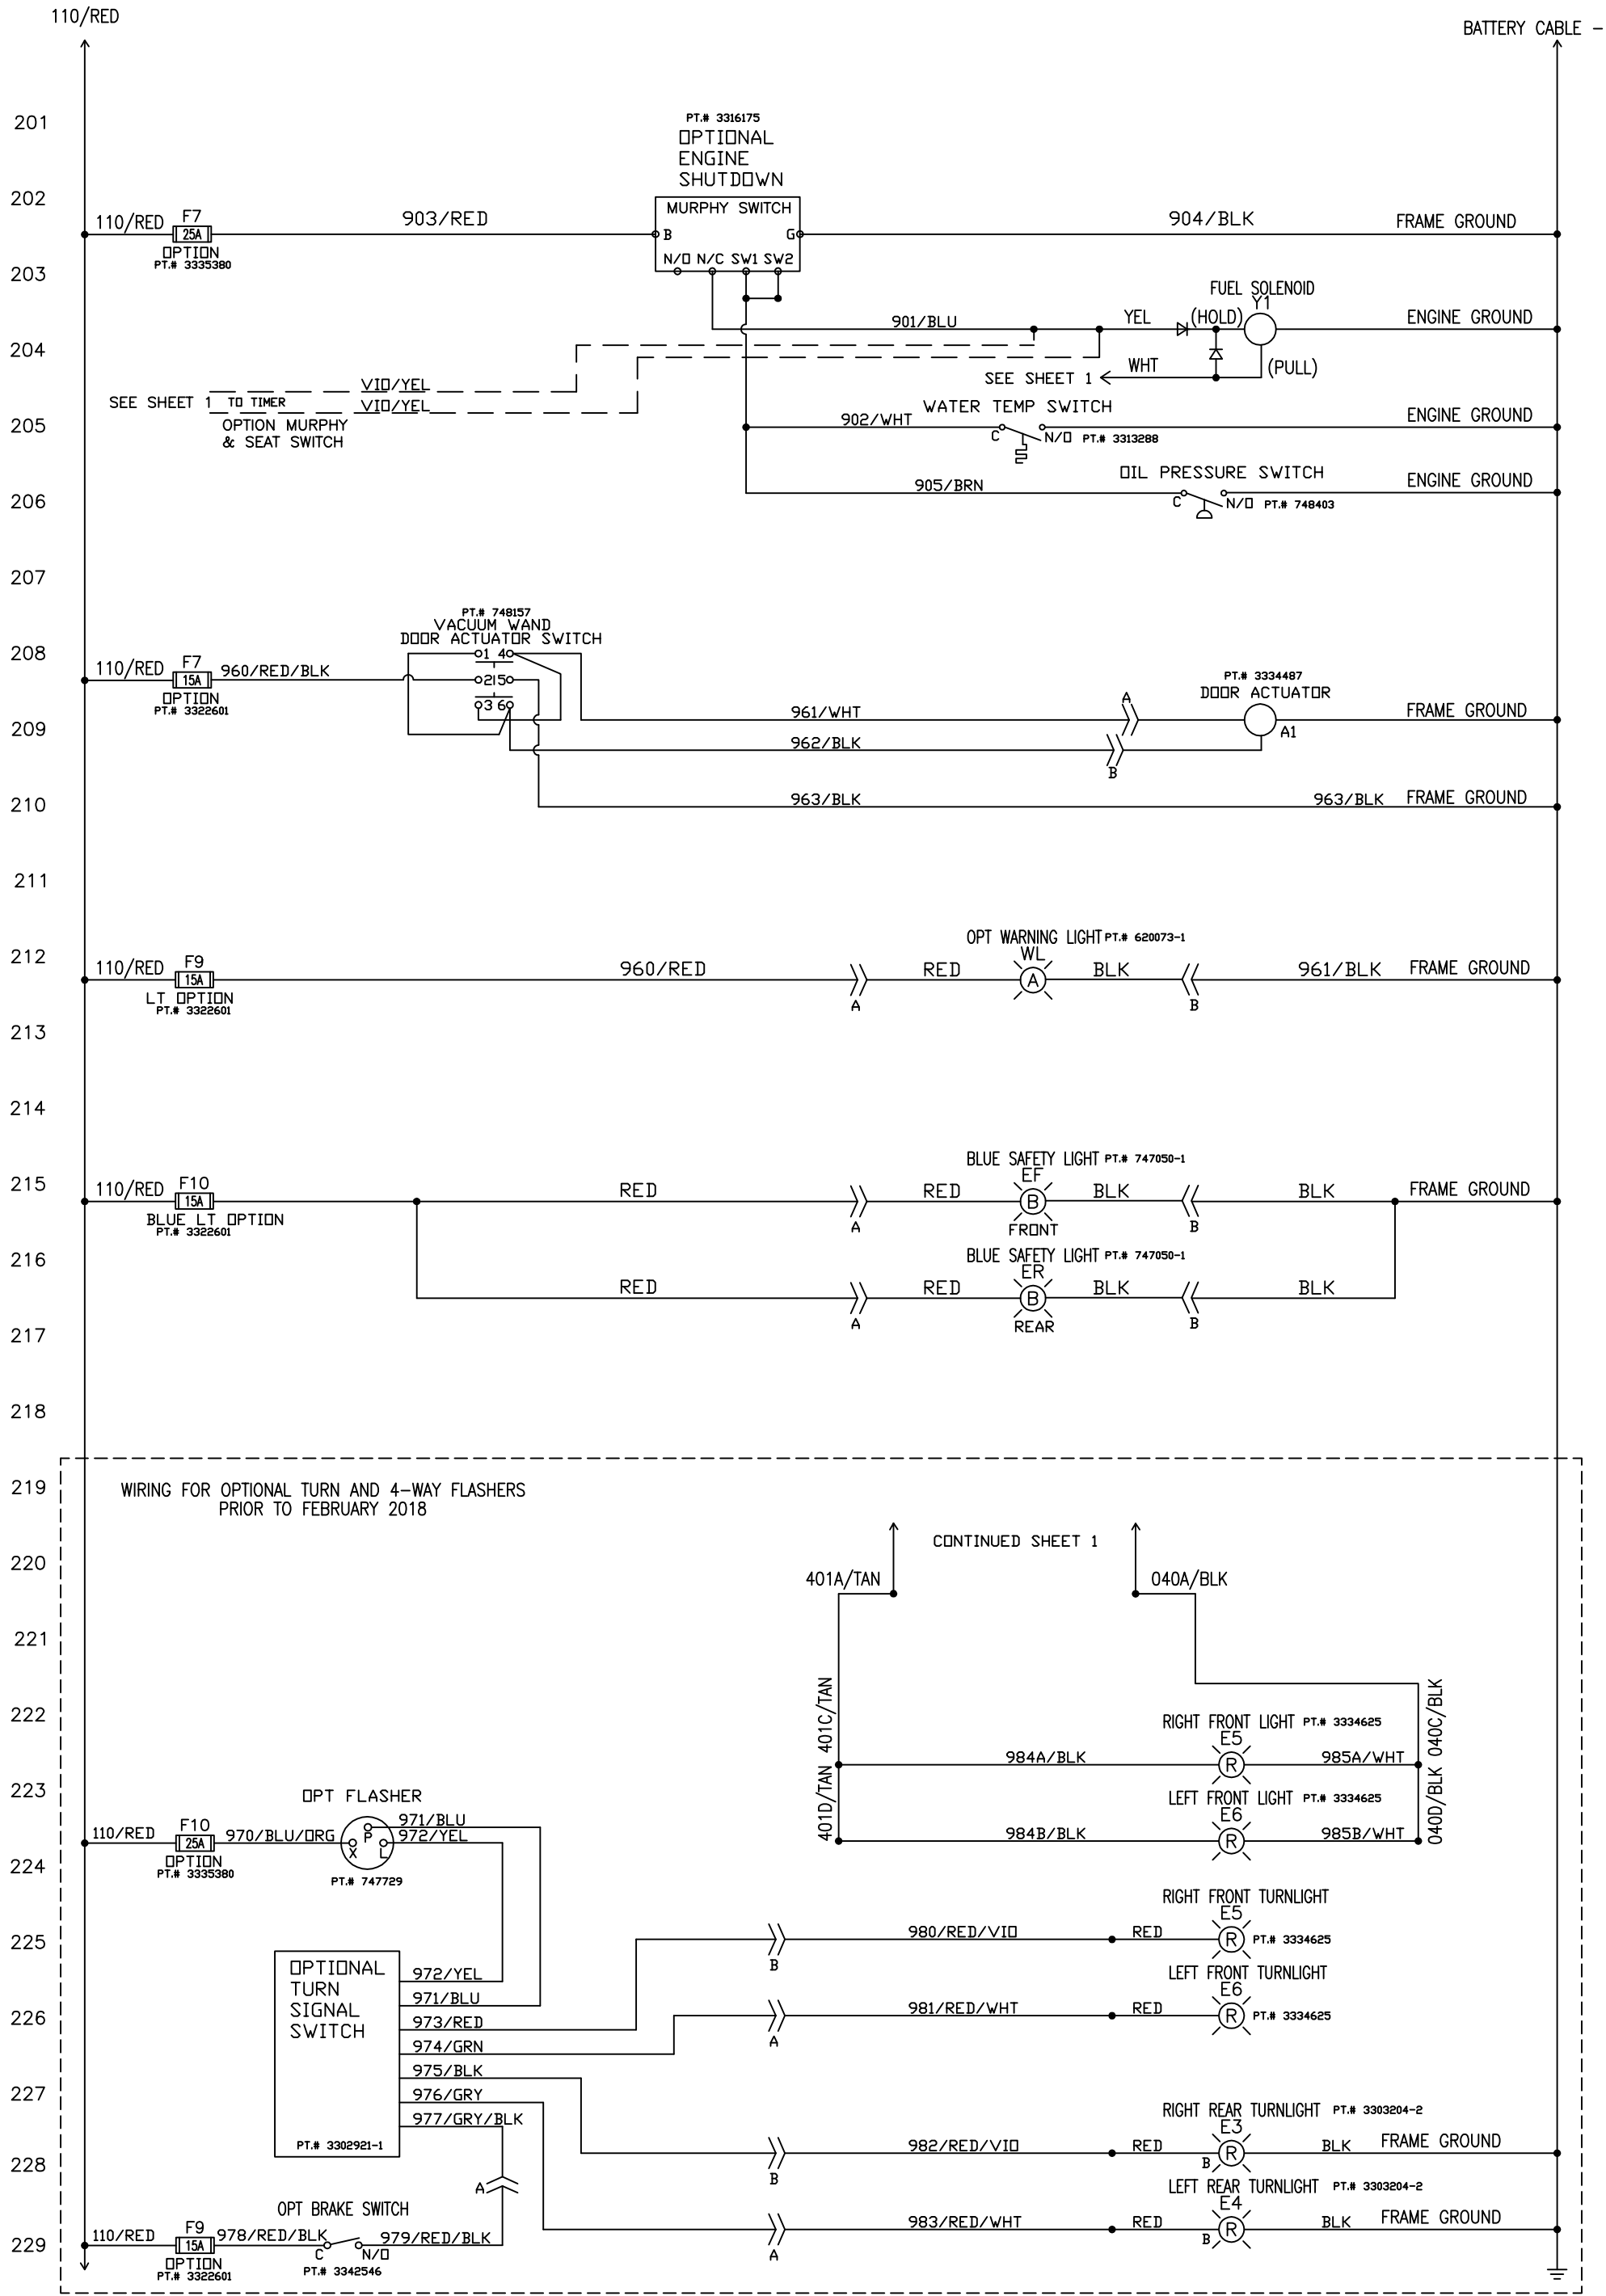 110/RED
BATTERY CABLE -
201
PT.# 3316175
OPTIONAL
ENGINE
SHUTDOWN
202
MURPHY SWITCH
110/RED F7 903/RED B G 904/BLK FRAME GROUND
25A
OPTION
PT.# 3335380
N/O N/C SW1 SW2
203
FUEL SOLENOID
Y1
901/BLU YEL (HOLD) ENGINE GROUND
204
WHT (PULL)
SEE SHEET 1
VIO/YEL
SEE SHEET 1 TO TIMER VIO/YEL
OPTION MURPHY
& SEAT SWITCH
WATER TEMP SWITCH
205
902/WHT C N/O PT.# 3313288 ENGINE GROUND
OIL PRESSURE SWITCH
905/BRN C N/O PT.# 748403 ENGINE GROUND
206
207
PT.# 748157
VACUUM WAND
DOOR ACTUATOR SWITCH
208
1 4
110/RED F7 960/RED/BLK 2 5
15A
OPTION
PT.# 3322601
3 6
PT.# 3334487
DOOR ACTUATOR
961/WHT A A1 FRAME GROUND
209
962/BLK B
210
963/BLK 963/BLK FRAME GROUND
211
OPT WARNING LIGHT PT.# 620073-1
212
WL
110/RED F9 960/RED RED A BLK 961/BLK FRAME GROUND
15A
LT OPTION
PT.# 3322601
A B
213
214
BLUE SAFETY LIGHT PT.# 747050-1
215
EF
110/RED F10 RED RED B BLK BLK FRAME GROUND
15A
BLUE LT OPTION
PT.# 3322601
A B
FRONT
BLUE SAFETY LIGHT PT.# 747050-1
216
ER
RED RED B BLK BLK
A B
REAR
217
218
219
WIRING FOR OPTIONAL TURN AND 4-WAY FLASHERS
PRIOR TO FEBRUARY 2018
CONTINUED SHEET 1
220
401A/TAN 040A/BLK
221
401C/TAN
040C/BLK
222
RIGHT FRONT LIGHT PT.# 3334625
E5
984A/BLK R 985A/WHT
223
401D/TAN
040D/BLK
LEFT FRONT LIGHT PT.# 3334625
E6
984B/BLK R 985B/WHT
OPT FLASHER
971/BLU
110/RED F10 970/BLU/ORG P X L 972/YEL
25A
224
OPTION
PT.# 3335380
PT.# 747729
RIGHT FRONT TURNLIGHT
E5
225
980/RED/VIO RED R PT.# 3334625
B
OPTIONAL
TURN
SIGNAL
SWITCH
972/YEL
LEFT FRONT TURNLIGHT
E6
971/BLU
226
981/RED/WHT RED R PT.# 3334625
973/RED
A
974/GRN
975/BLK
227
976/GRY
977/GRY/BLK
PT.# 3302921-1
RIGHT REAR TURNLIGHT PT.# 3303204-2
E3
982/RED/VIO RED R BLK FRAME GROUND
228
B B
A
LEFT REAR TURNLIGHT PT.# 3303204-2
E4
983/RED/WHT RED R BLK FRAME GROUND
B
A
OPT BRAKE SWITCH
229
110/RED F9 978/RED/BLK C N/O 979/RED/BLK
15A
OPTION
PT.# 3322601
PT.# 3342546